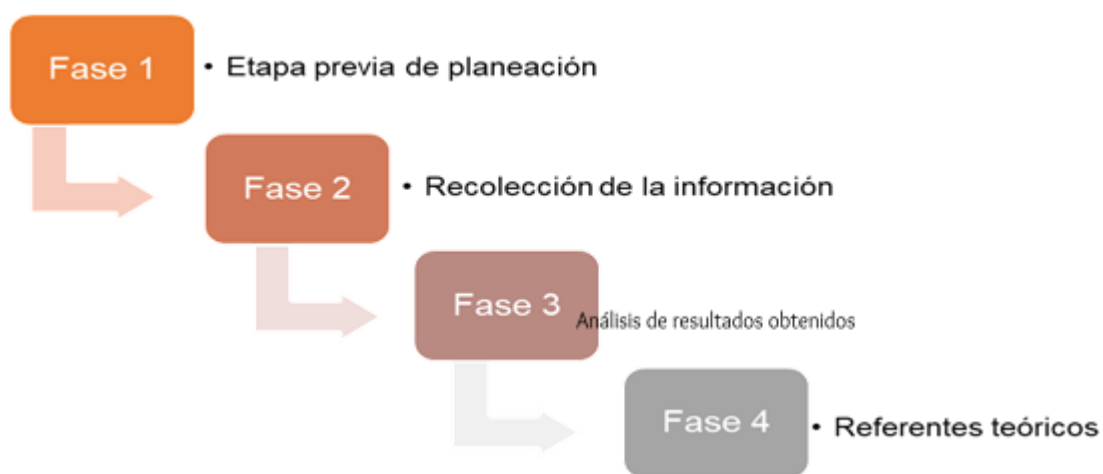 Fase 1
• Etapa previa de planeación
Fase 2
• Recolección de la información
Fase 3
Análisis de resultados obtenidos
Fase 4
• Referentes teóricos